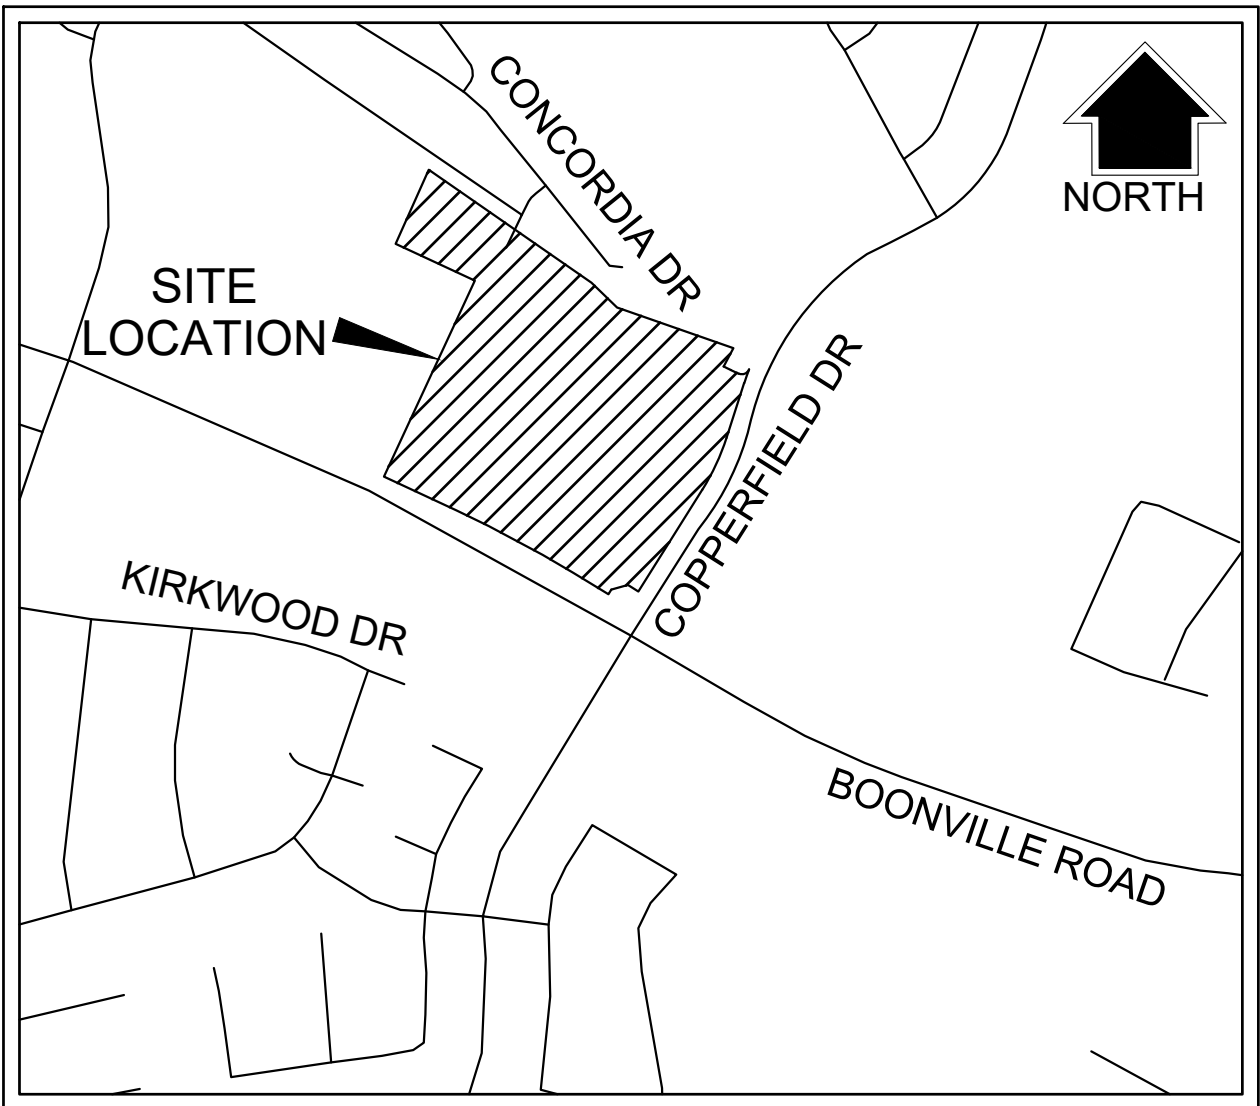 CONCORDIA DR
NORTH
SITE
LOCATION
COPPERFIELD DR
KIRKWOOD DR
BOONVILLE ROAD